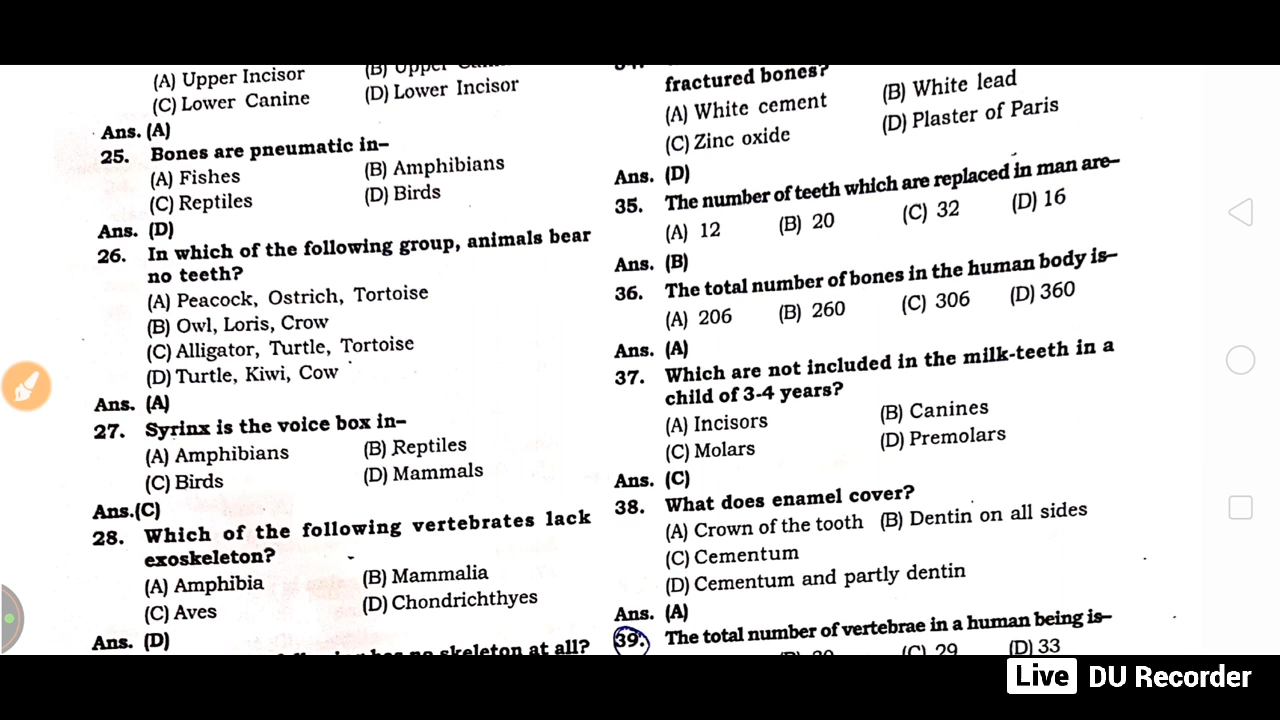 (A) Upper Incisor
(B) Upper
(C) Lower Canine
(D) Lower Incisor
Ans. (A)
25. Bones are pneumatic in–
(A) Fishes
(B) Amphibians
(C) Reptiles
(D) Birds
Ans. (D)
26. In which of the following group, animals bear
no teeth?
(A) Peacock, Ostrich, Tortoise
(B) Owl, Loris, Crow
(C) Alligator, Turtle, Tortoise
(D) Turtle, Kiwi, Cow
Ans. (A)
27. Syrinx is the voice box in–
(A) Amphibians
(B) Reptiles
(C) Birds
(D) Mammals
Ans.(C)
28. Which of the following vertebrates lack
exoskeleton?
(A) Amphibia
(B) Mammalia
(C) Aves
(D) Chondrichthyes
Ans. (D)
no skeleton at all?
fractured bones?
(A) White cement
(B) White lead
(C) Zinc oxide
(D) Plaster of Paris
Ans. (D)
35. The number of teeth which are replaced in man are–
(A) 12 (B) 20 (C) 32 (D) 16
Ans. (B)
36. The total number of bones in the human body is–
(A) 206 (B) 260 (C) 306 (D) 360
Ans. (A)
37. Which are not included in the milk-teeth in a
child of 3-4 years?
(A) Incisors
(B) Canines
(C) Molars
(D) Premolars
Ans. (C)
38. What does enamel cover?
(A) Crown of the tooth (B) Dentin on all sides
(C) Cementum
(D) Cementum and partly dentin
Ans. (A)
39. The total number of vertebrae in a human being is–
(C) 29 (D) 33
Live DU Recorder